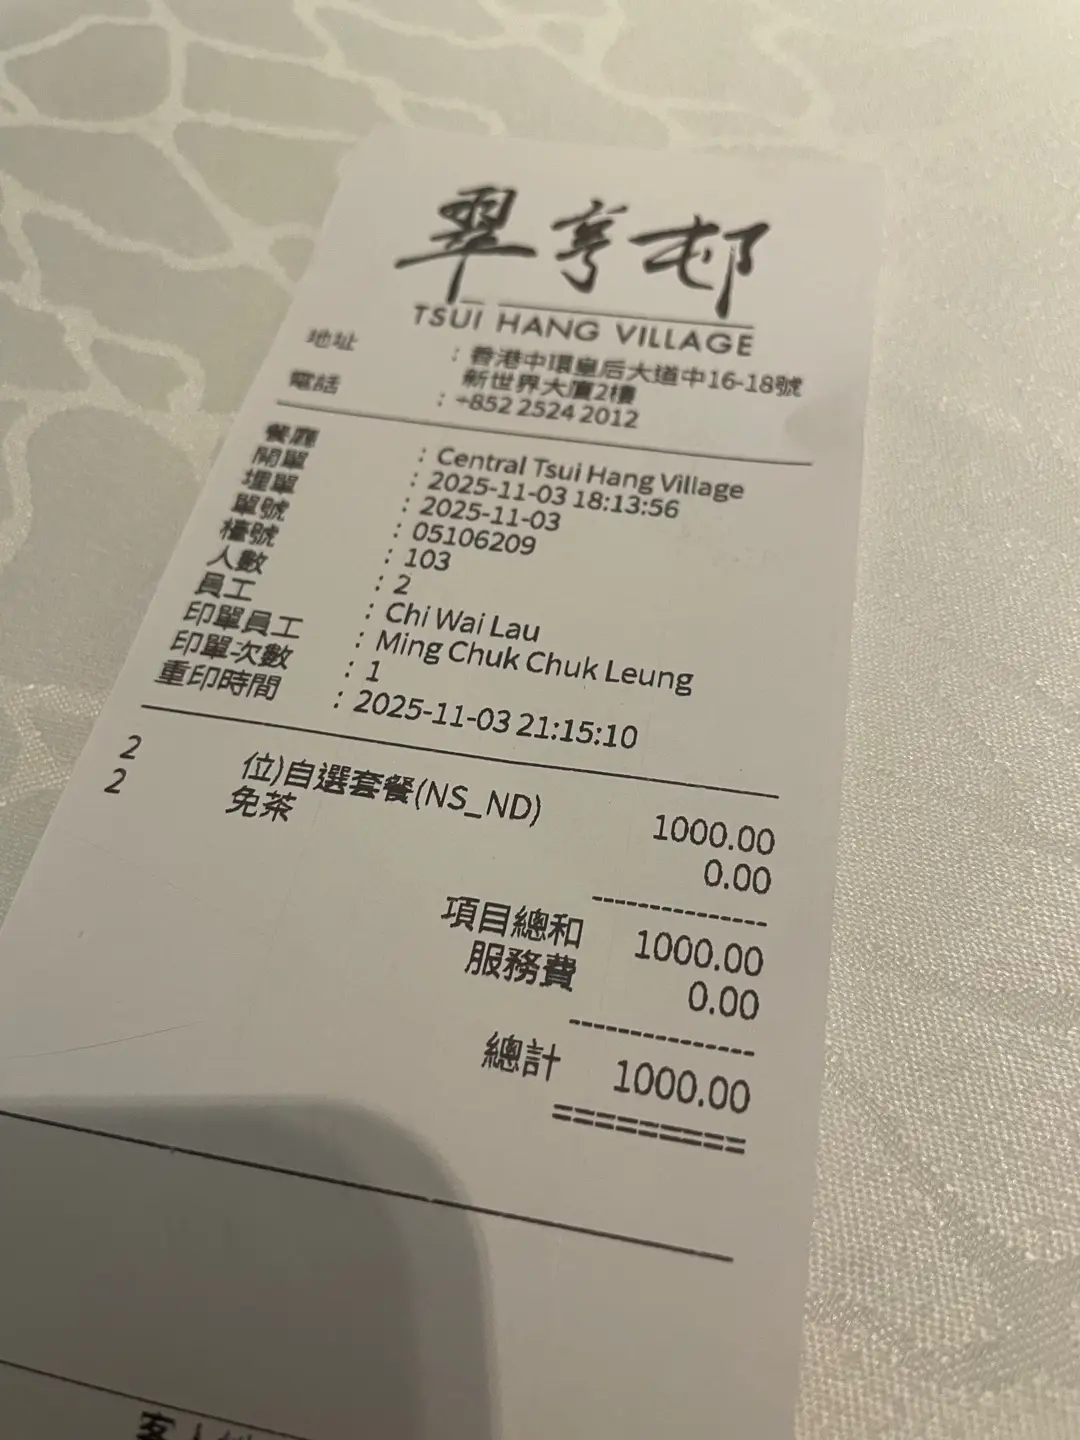 翠亨邨
TSUI HANG VILLAGE
地址 : 香港中環皇后大道中16-18號
新世界大廈2樓
電話 : +852 2524 2012
餐廳 : Central Tsui Hang Village
開單 : 2025-11-03 18:13:56
埋單 : 2025-11-03
單號 : 05106209
檯號 : 103
人數 : 2
員工 : Chi Wai Lau
印單員工 : Ming Chuk Chuk Leung
印單次數 : 1
重印時間 : 2025-11-03 21:15:10
2 位)自選套餐(NS_ND) 1000.00
2 免茶 0.00
---------------
項目總和 1000.00
服務費 0.00
---------------
總計 1000.00
=========
客人